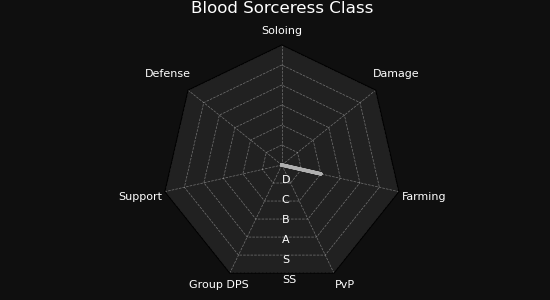 Blood Sorceress Class
Soloing
Defense
Damage
Support
Farming
D
C
B
A
S
SS
Group DPS
PvP